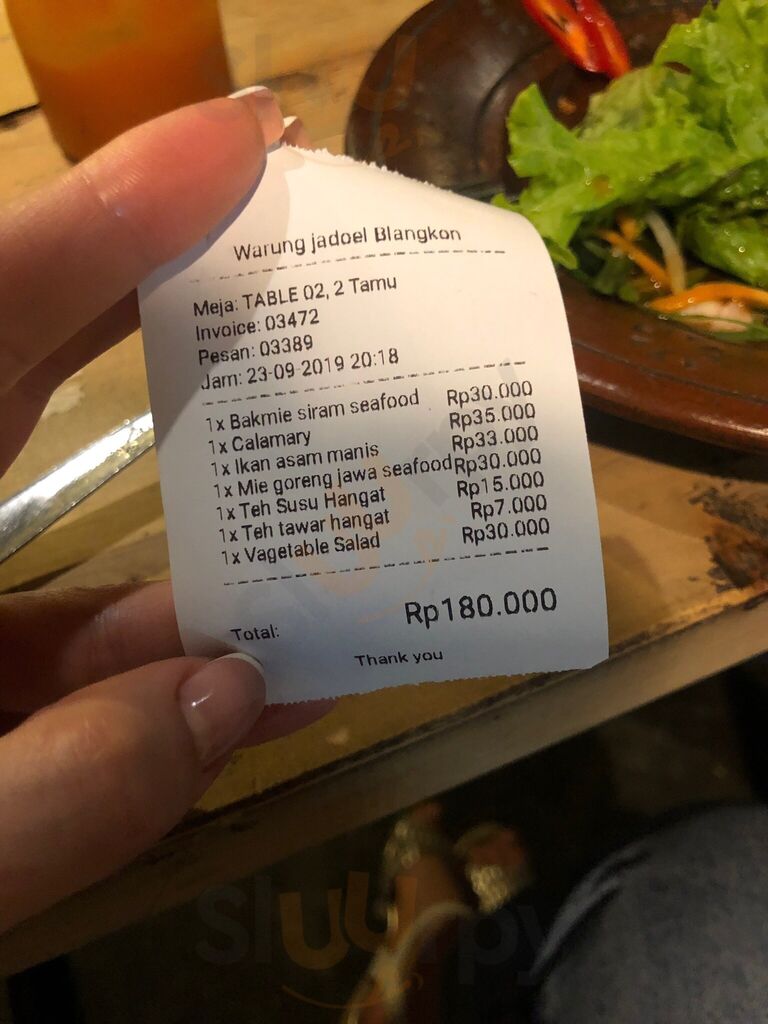 Warung jadoel Blangkon
Meja: TABLE 02, 2 Tamu
Invoice: 03472
Pesan: 03389
Jam: 23-09-2019 20:18
1x Bakmie siram seafood Rp30.000
1x Calamary Rp35.000
1x Ikan asam manis Rp33.000
1x Mie goreng jawa seafood Rp30.000
1x Teh Susu Hangat Rp15.000
1x Teh tawar hangat Rp7.000
1x Vagetable Salad Rp30.000
Total: Rp180.000
Thank you
Sluurpy